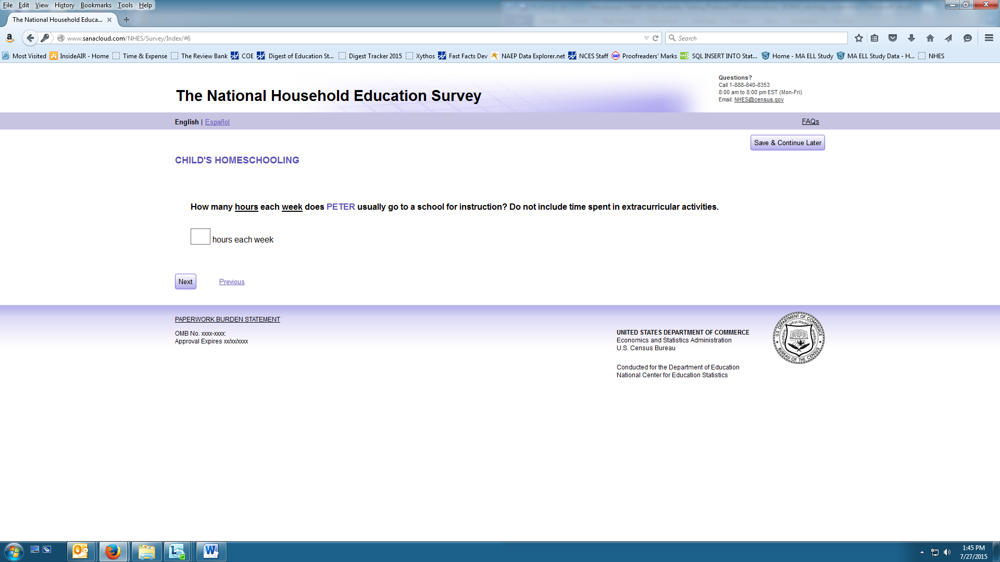 File Edit View History Bookmarks Tools Help
The National Household Educa...
www.sanacloud.com/NHES/Survey/Index/#6
Search
Most Visited InsideAIR - Home Time & Expense The Review Bank COE Digest of Education St... Digest Tracker 2015 Xythos Fast Facts Dev NAEP Data Explorer.net NCES Staff Proofreaders' Marks SQL INSERT INTO Stat... Home - MA ELL Study MA ELL Study Data - H... NHES
Questions?
Call 1-888-840-8353
8:00 am to 8:00 pm EST (Mon-Fri)
Email: NHES@census.gov
The National Household Education Survey
English | Español
FAQs
Save & Continue Later
CHILD'S HOMESCHOOLING
How many hours each week does PETER usually go to a school for instruction? Do not include time spent in extracurricular activities.
hours each week
Next Previous
PAPERWORK BURDEN STATEMENT
OMB No. xxxx-xxxx:
Approval Expires xx/xx/xxxx
UNITED STATES DEPARTMENT OF COMMERCE
Economics and Statistics Administration
U.S. Census Bureau
Conducted for the Department of Education
National Center for Education Statistics
U.S. DEPARTMENT OF COMMERCE
BUREAU OF THE CENSUS
1:45 PM
7/27/2015